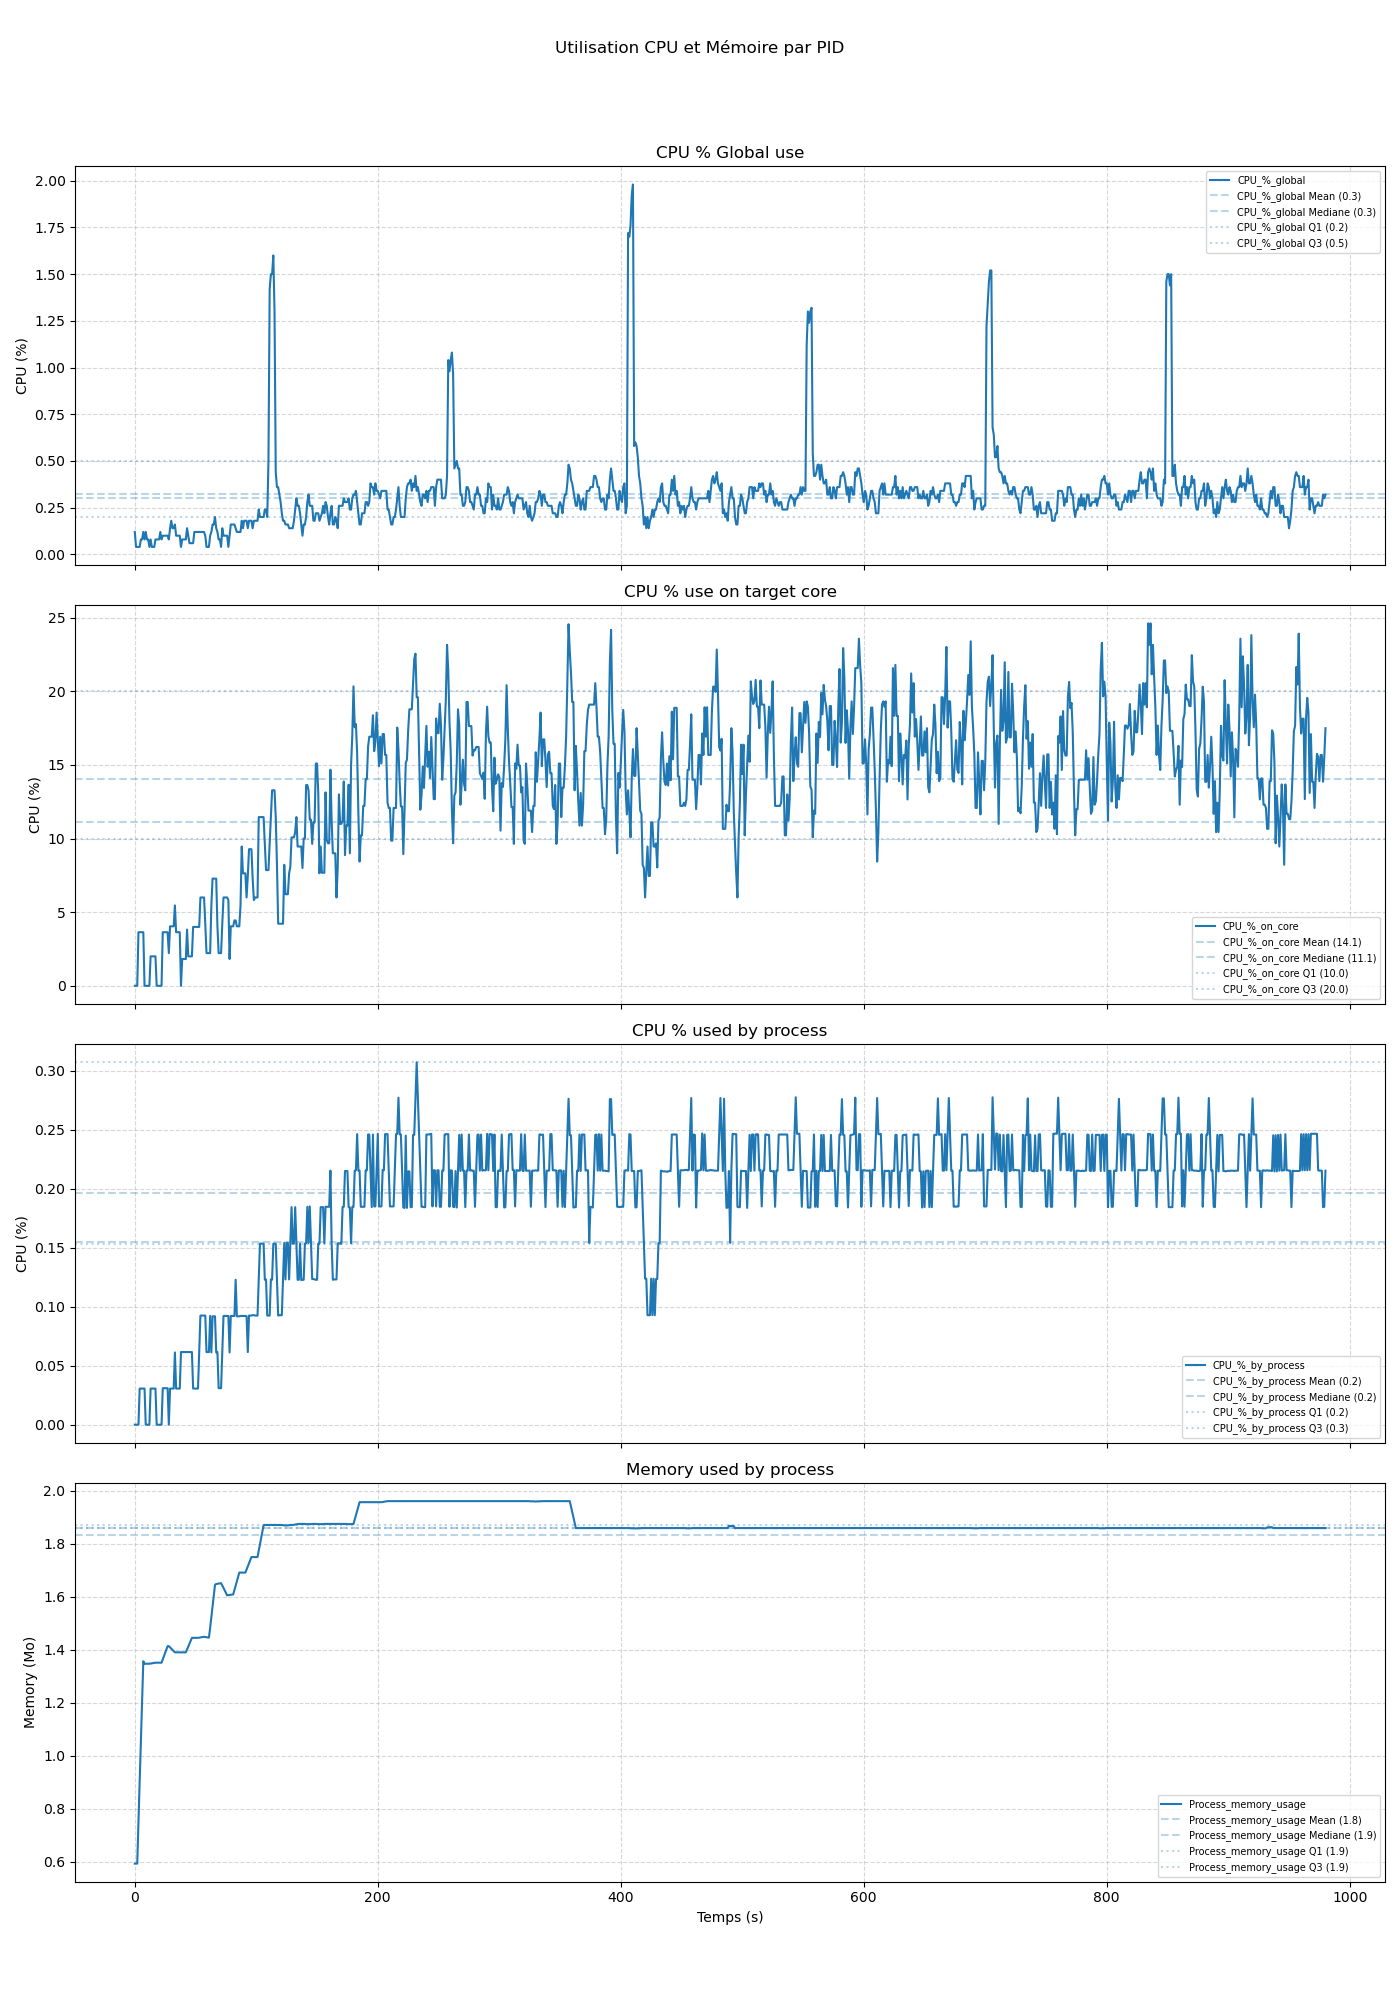 Utilisation CPU et Mémoire par PID
CPU % Global use
2.00
1.75
1.50
1.25
1.00
0.75
0.50
0.25
0.00
CPU (%)
CPU_%_global
CPU_%_global Mean (0.3)
CPU_%_global Mediane (0.3)
CPU_%_global Q1 (0.2)
CPU_%_global Q3 (0.5)
CPU % use on target core
25
20
15
10
5
0
CPU (%)
CPU_%_on_core
CPU_%_on_core Mean (14.1)
CPU_%_on_core Mediane (11.1)
CPU_%_on_core Q1 (10.0)
CPU_%_on_core Q3 (20.0)
CPU % used by process
0.30
0.25
0.20
0.15
0.10
0.05
0.00
CPU (%)
CPU_%_by_process
CPU_%_by_process Mean (0.2)
CPU_%_by_process Mediane (0.2)
CPU_%_by_process Q1 (0.2)
CPU_%_by_process Q3 (0.3)
Memory used by process
2.0
1.8
1.6
1.4
1.2
1.0
0.8
0.6
Memory (Mo)
Process_memory_usage
Process_memory_usage Mean (1.8)
Process_memory_usage Mediane (1.9)
Process_memory_usage Q1 (1.9)
Process_memory_usage Q3 (1.9)
0 200 400 600 800 1000
Temps (s)